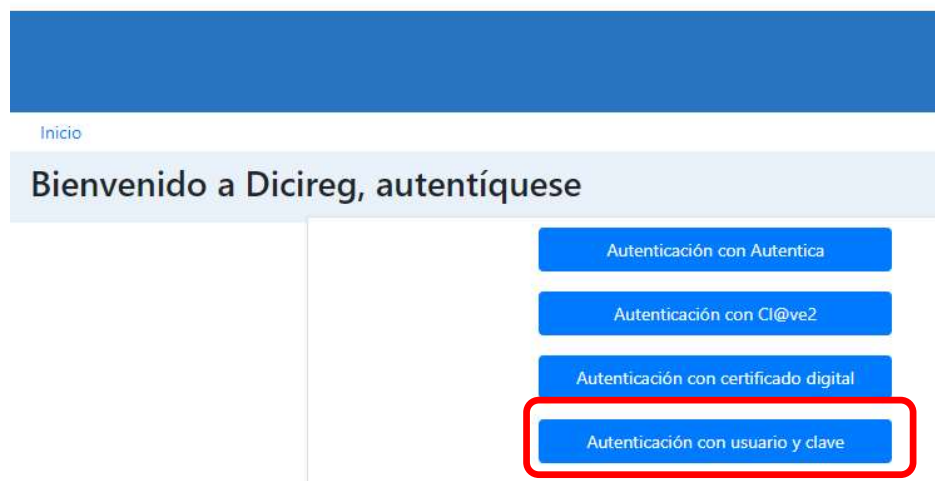 Inicio
Bienvenido a Dicireg, autentíquese
Autenticación con Autentica
Autenticación con Cl@ve2
Autenticación con certificado digital
Autenticación con usuario y clave